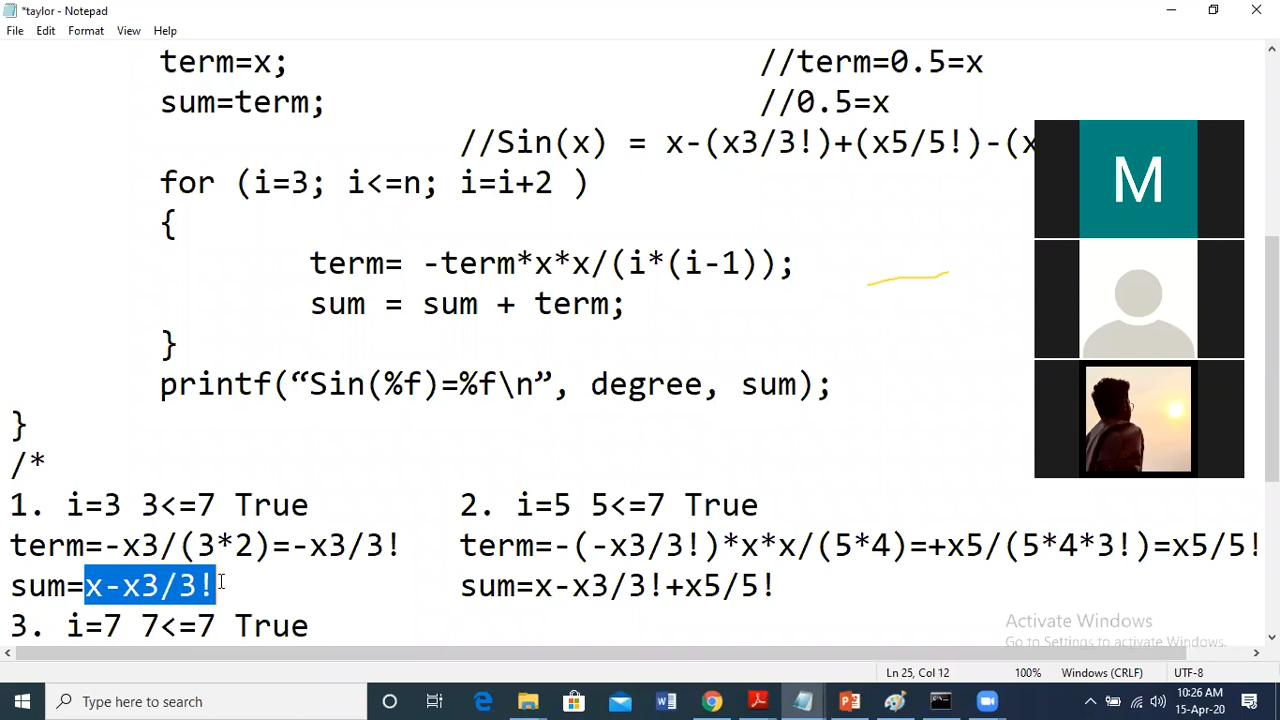 *taylor - Notepad
File Edit Format View Help
term=x; //term=0.5=x
sum=term; //0.5=x
//Sin(x) = x-(x3/3!)+(x5/5!)-(x
for (i=3; i<=n; i=i+2 )
{
term= -term*x*x/(i*(i-1));
sum = sum + term;
}
printf(“Sin(%f)=%f\n”, degree, sum);
}
/*
1. i=3 3<=7 True 2. i=5 5<=7 True
term=-x3/(3*2)=-x3/3! term=-(-x3/3!)*x*x/(5*4)=+x5/(5*4*3!)=x5/5!
sum=x-x3/3! sum=x-x3/3!+x5/5!
3. i=7 7<=7 True
M
Activate Windows
Go to Settings to activate Windows.
Ln 25, Col 12 100% Windows (CRLF) UTF-8
Type here to search
10:26 AM
15-Apr-20